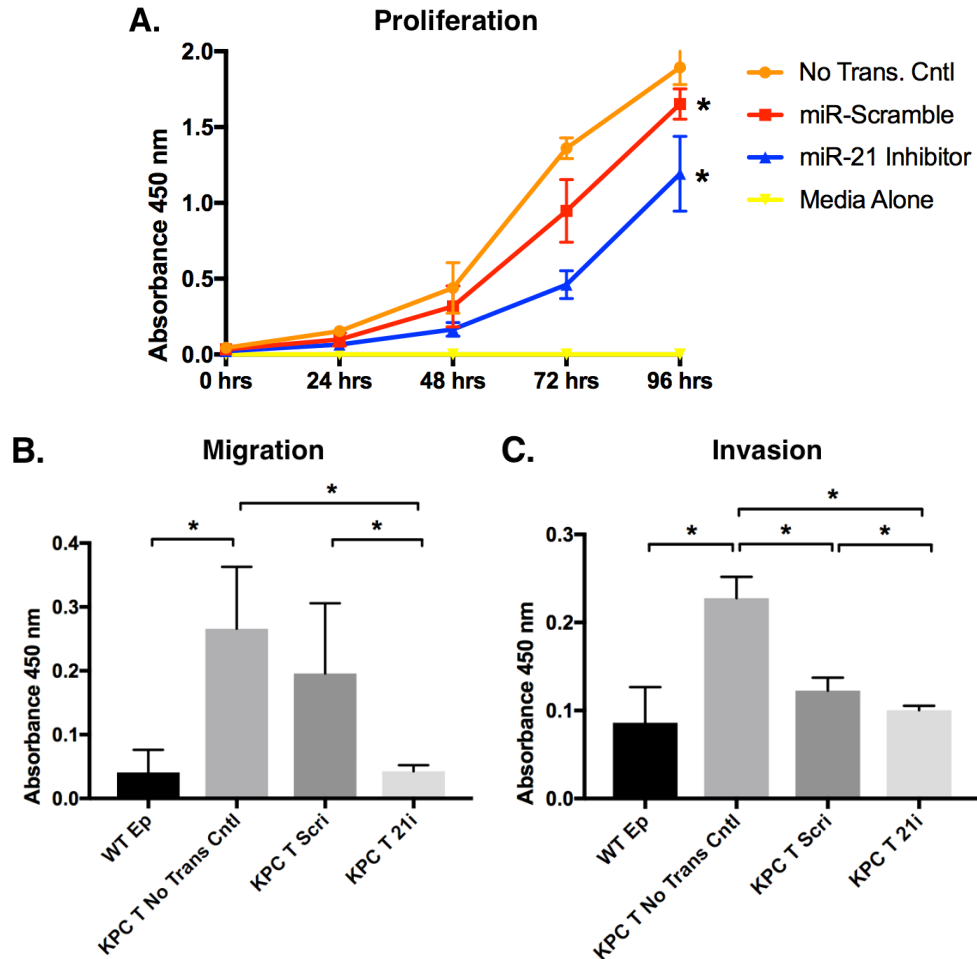 A.
Proliferation
Absorbance 450 nm
2.0
1.5
1.0
0.5
0.0
0 hrs 24 hrs 48 hrs 72 hrs 96 hrs
*
*
No Trans. Cntl
miR-Scramble
miR-21 Inhibitor
Media Alone
B.
Migration
Absorbance 450 nm
0.4
0.3
0.2
0.1
0.0
*
*
*
WT Ep
KPC T No Trans Cntl
KPC T Scri
KPC T 21i
C.
Invasion
Absorbance 450 nm
0.3
0.2
0.1
0.0
*
*
*
*
WT Ep
KPC T No Trans Cntl
KPC T Scri
KPC T 21i